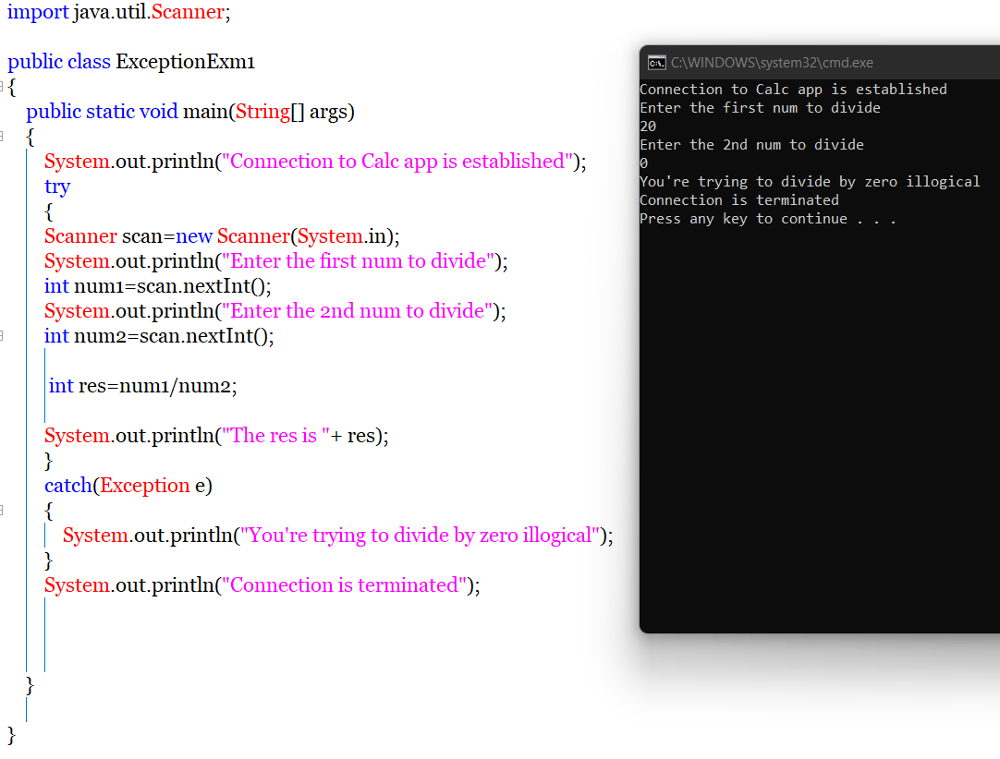 import java.util.Scanner;
public class ExceptionExm1
{
public static void main(String[] args)
{
System.out.println("Connection to Calc app is established");
try
{
Scanner scan=new Scanner(System.in);
System.out.println("Enter the first num to divide");
int num1=scan.nextInt();
System.out.println("Enter the 2nd num to divide");
int num2=scan.nextInt();
int res=num1/num2;
System.out.println("The res is "+ res);
}
catch(Exception e)
{
System.out.println("You're trying to divide by zero illogical");
}
System.out.println("Connection is terminated");
}
}
C:\WINDOWS\system32\cmd.exe
Connection to Calc app is established
Enter the first num to divide
20
Enter the 2nd num to divide
0
You're trying to divide by zero illogical
Connection is terminated
Press any key to continue . . .